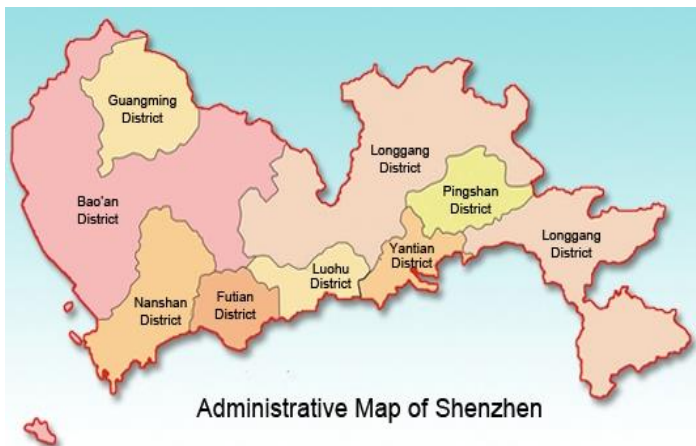 Guangming
District
Longgang
District
Pingshan
District
Bao'an
District
Longgang
District
Yantian
District
Luohu
District
Nanshan
District
Futian
District
Administrative Map of Shenzhen